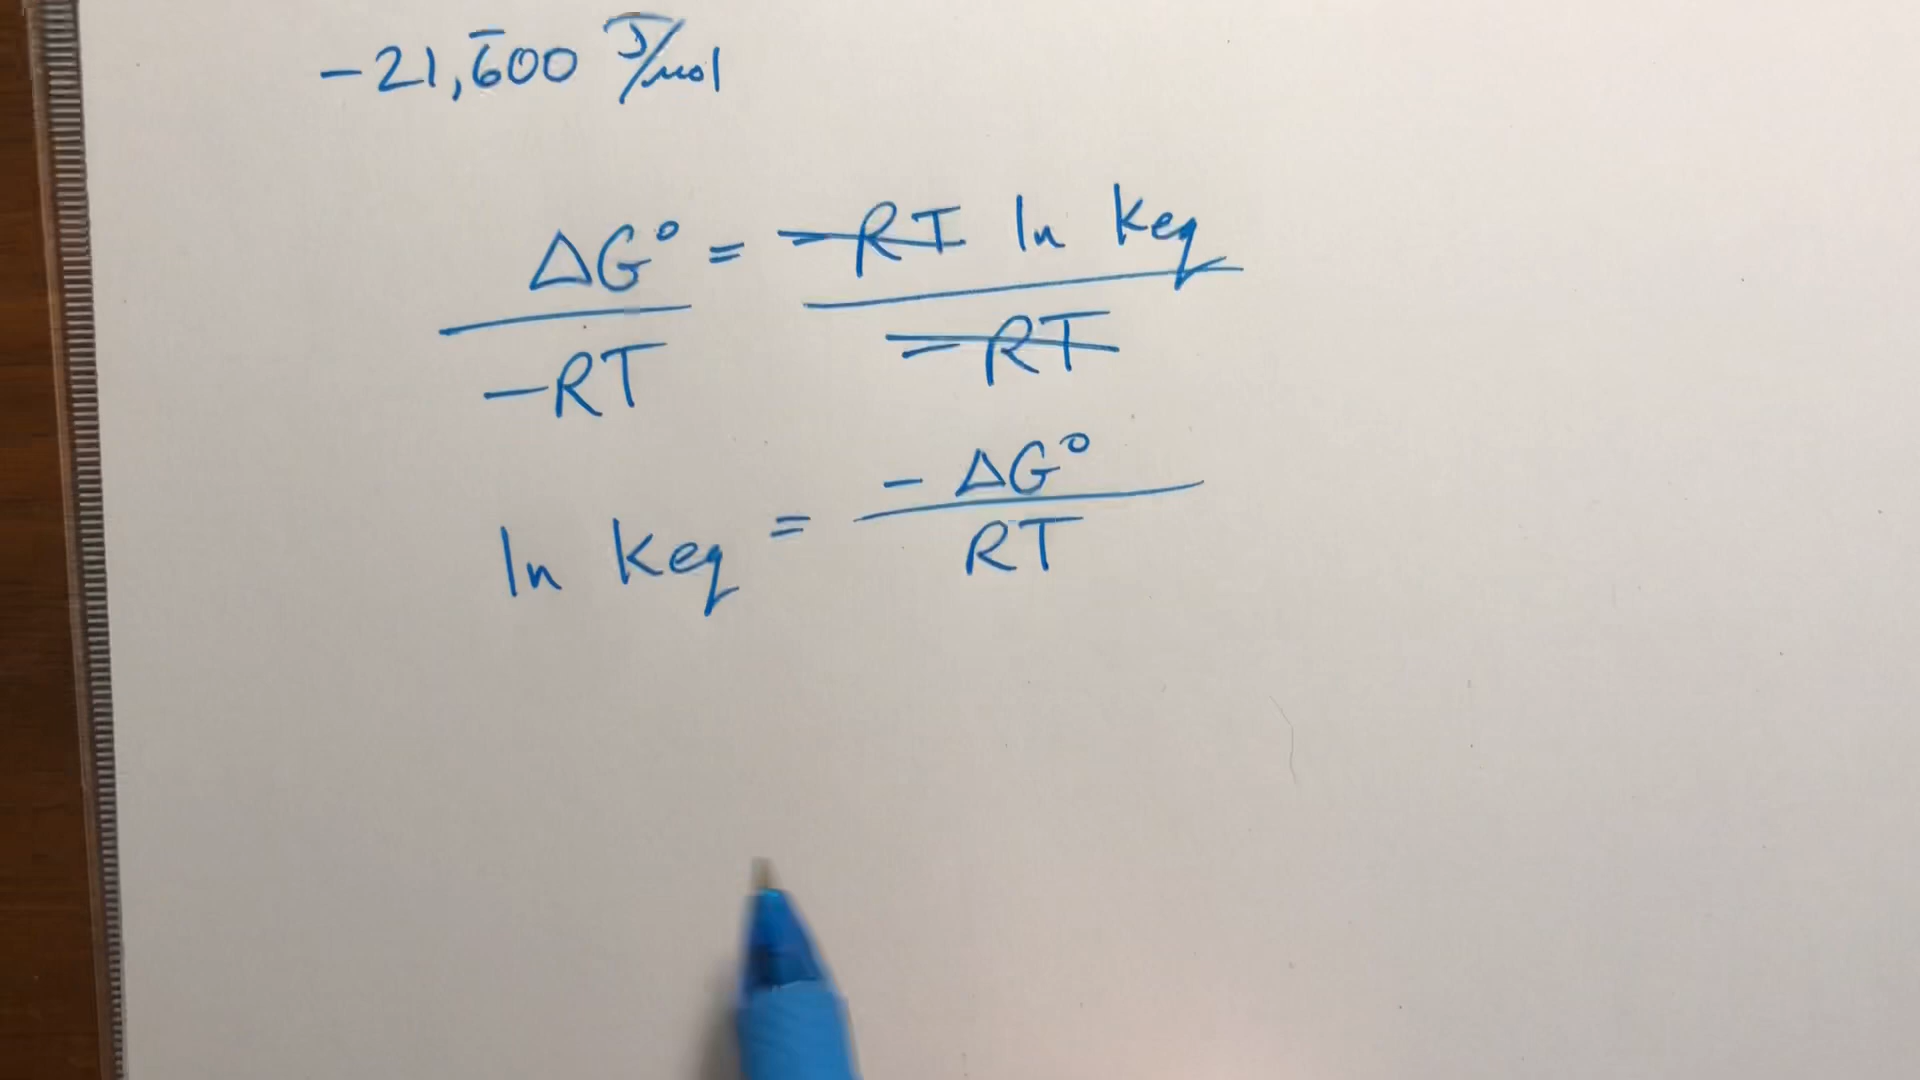 -21,600 J/mol
ΔG° = -RT ln Keq
-RT -RT
ln Keq = -ΔG°
RT